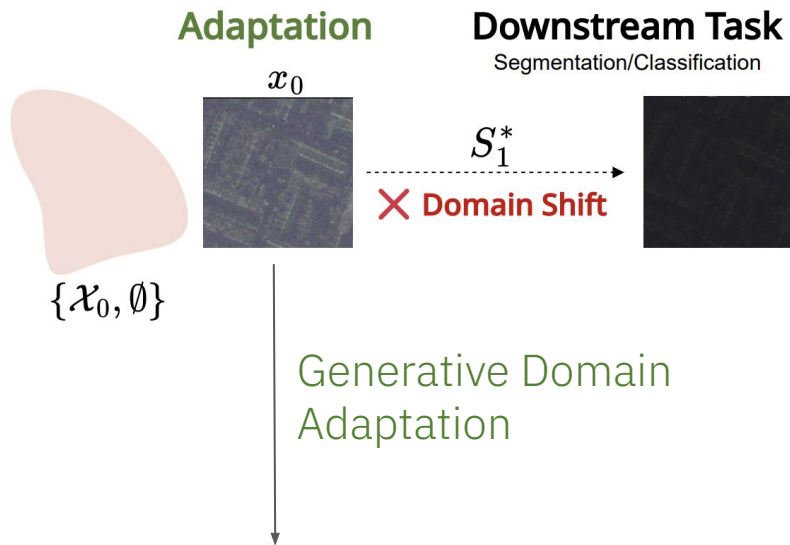 Adaptation
Downstream Task
Segmentation/Classification
x₀
S₁*
Domain Shift
{𝒳₀, ∅}
Generative Domain
Adaptation